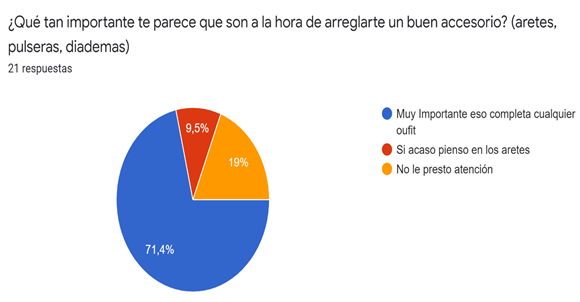 ¿Qué tan importante te parece que son a la hora de arreglarte un buen accesorio? (aretes,
pulseras, diademas)
21 respuestas
Muy Importante eso completa cualquier
oufit
Si acaso pienso en los aretes
No le presto atención
9,5%
19%
71,4%